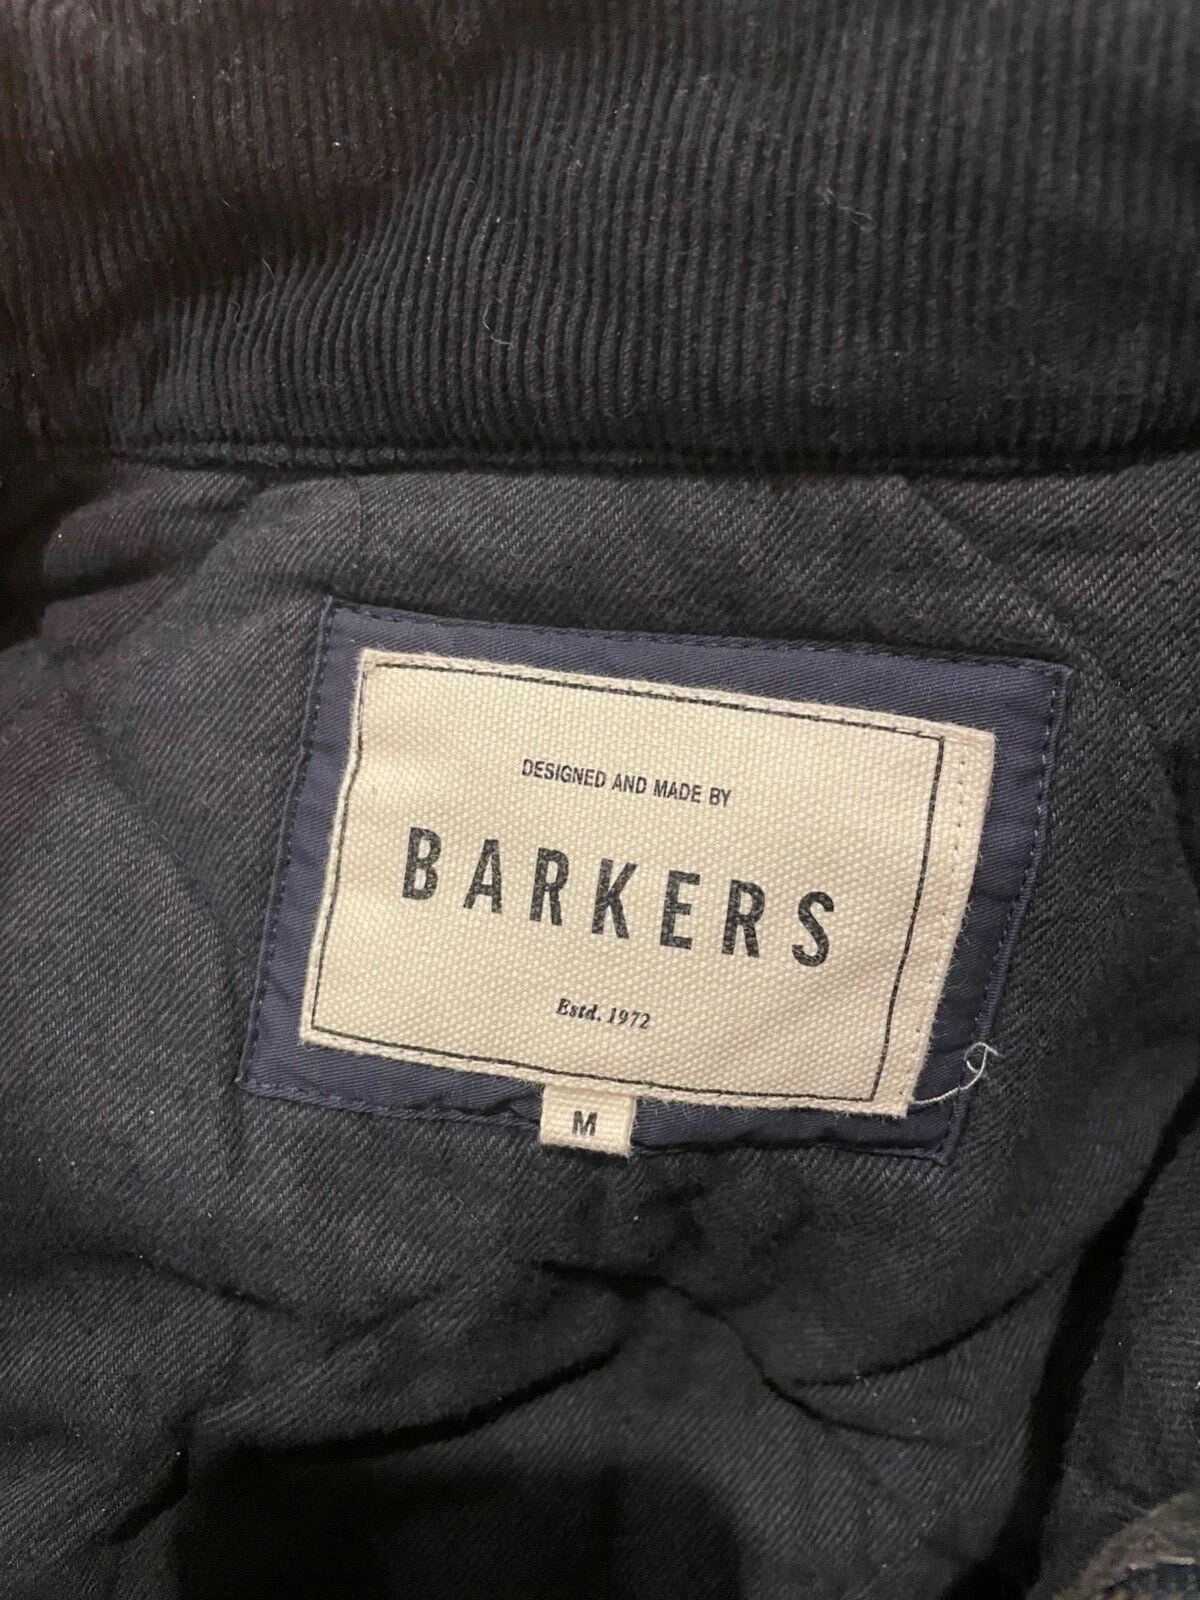 DESIGNED AND MADE BY
BARKERS
Estd. 1972
M